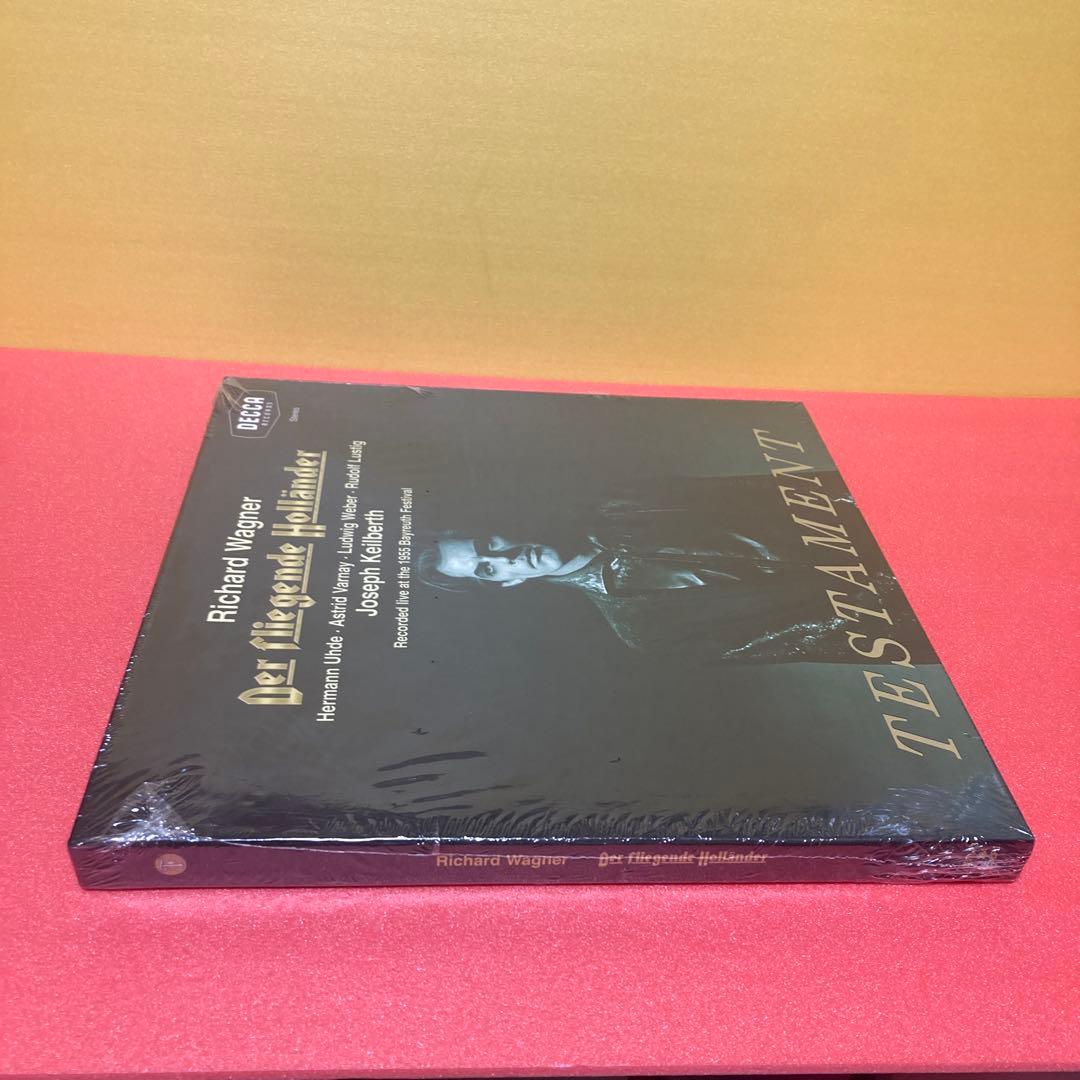 DECCA
RECORDS
Stereo
Richard Wagner
Der fliegende Holländer
Hermann Uhde · Astrid Varnay · Ludwig Weber · Rudolf Lustig
Joseph Keilberth
Recorded live at the 1955 Bayreuth Festival
TESTAMENT
Richard Wagner Der fliegende Holländer